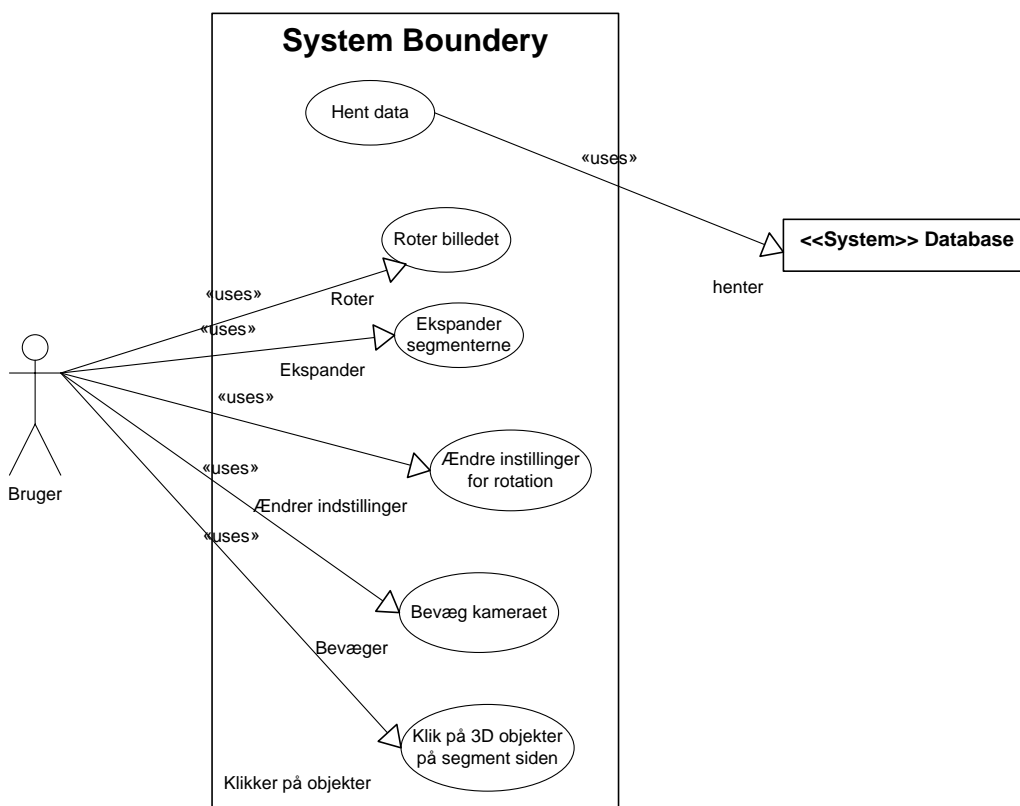 System Boundery
Hent data
«uses»
Roter billedet
<<System>> Database
henter
«uses»
Roter
«uses»
Ekspander
segmenterne
Ekspander
«uses»
Ændre instillinger
for rotation
«uses»
Bruger
Ændrer indstillinger
«uses»
Bevæg kameraet
Bevæger
Klik på 3D objekter
på segment siden
Klikker på objekter